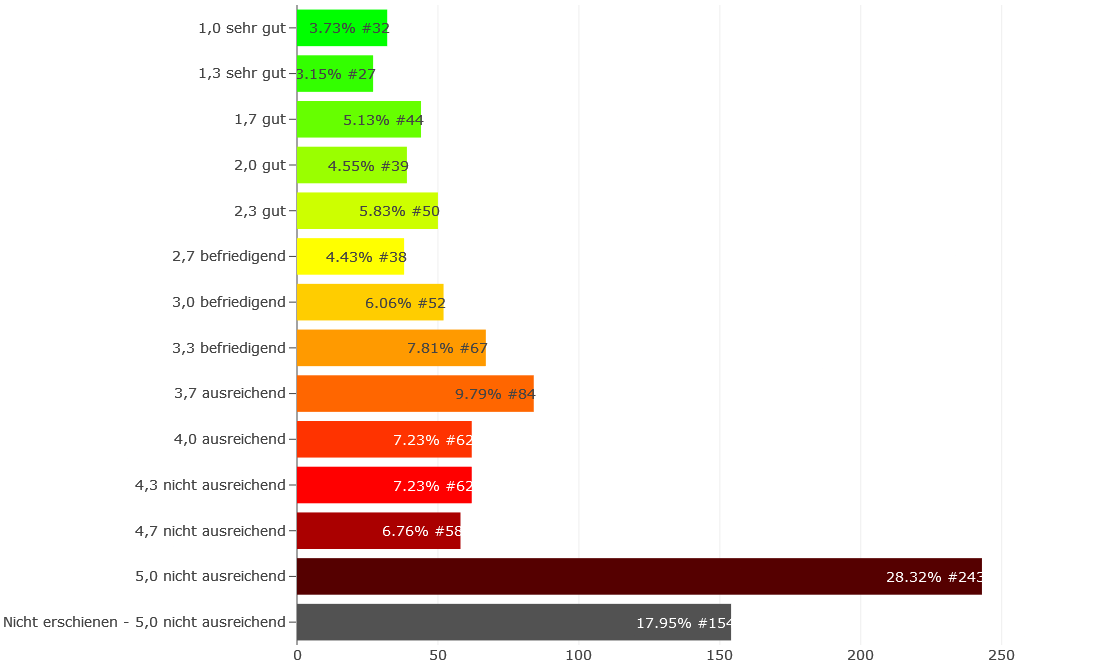 1,0 sehr gut 3.73% #32
1,3 sehr gut 3.15% #27
1,7 gut 5.13% #44
2,0 gut 4.55% #39
2,3 gut 5.83% #50
2,7 befriedigend 4.43% #38
3,0 befriedigend 6.06% #52
3,3 befriedigend 7.81% #67
3,7 ausreichend 9.79% #84
4,0 ausreichend 7.23% #62
4,3 nicht ausreichend 7.23% #62
4,7 nicht ausreichend 6.76% #58
5,0 nicht ausreichend 28.32% #243
Nicht erschienen - 5,0 nicht ausreichend 17.95% #154
0 50 100 150 200 250